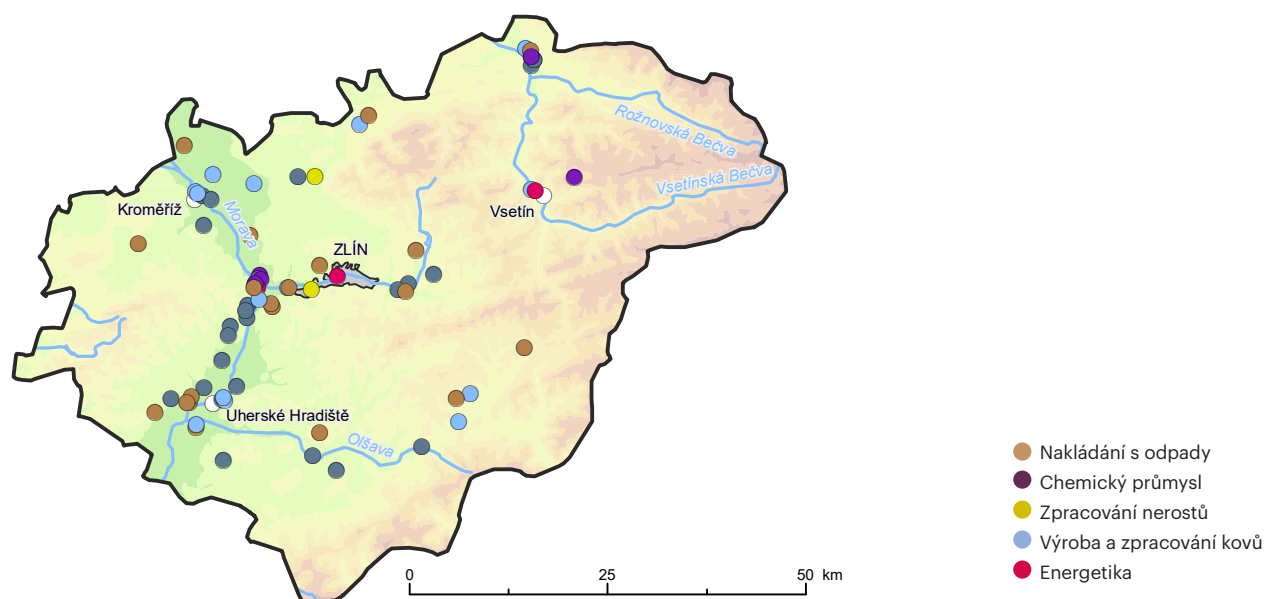 Rožnovská Bečva
Vsetínská Bečva
Kroměříž
Vsetín
Morava
ZLÍN
Uherské Hradiště
Olšava
Nakládání s odpady
Chemický průmysl
Zpracování nerostů
Výroba a zpracování kovů
Energetika
0 25 50 km